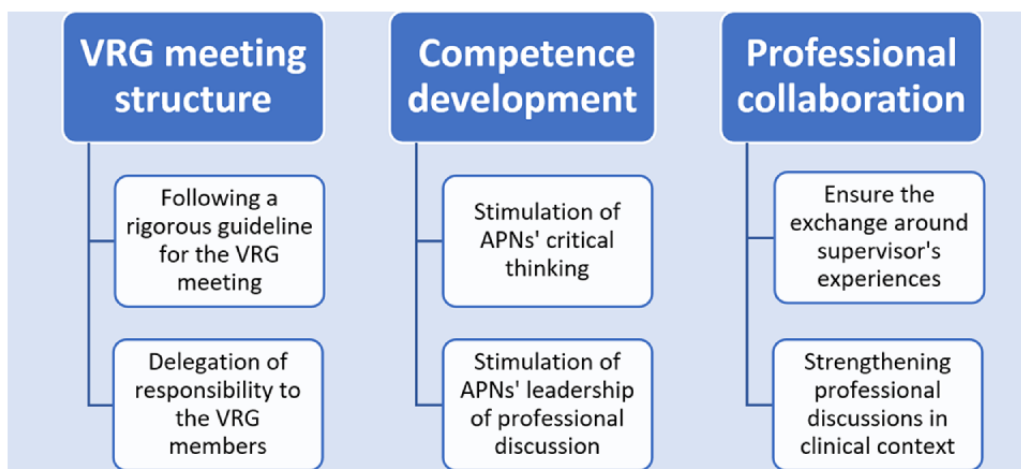 VRG meeting
structure
Following a
rigorous guideline
for the VRG
meeting
Delegation of
responsibility to
the VRG
members
Competence
development
Stimulation of
APNs' critical
thinking
Stimulation of
APNs' leadership
of professional
discussion
Professional
collaboration
Ensure the
exchange around
supervisor's
experiences
Strengthening
professional
discussions in
clinical context